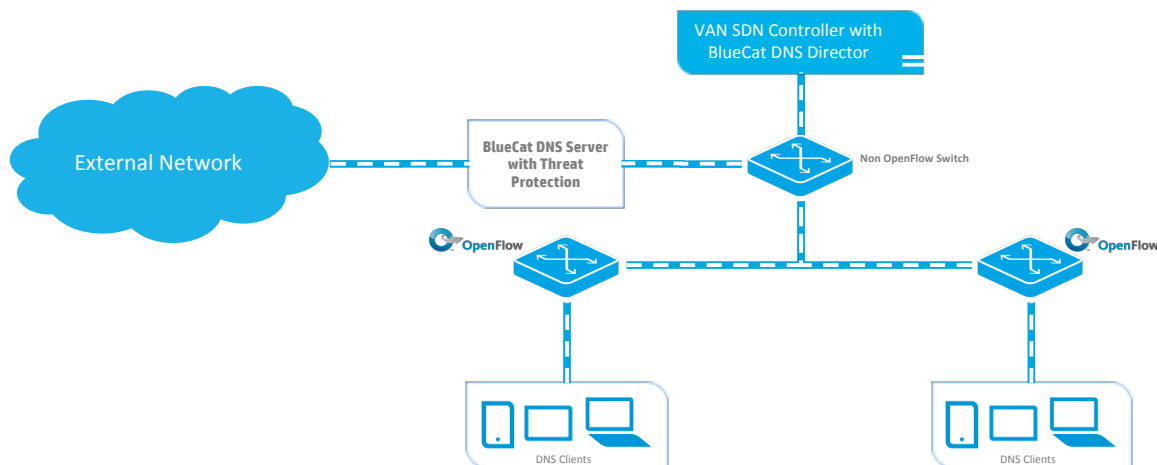 VAN SDN Controller with
BlueCat DNS Director
External Network
BlueCat DNS Server
with Threat
Protection
Non OpenFlow Switch
OpenFlow
OpenFlow
DNS Clients
DNS Clients